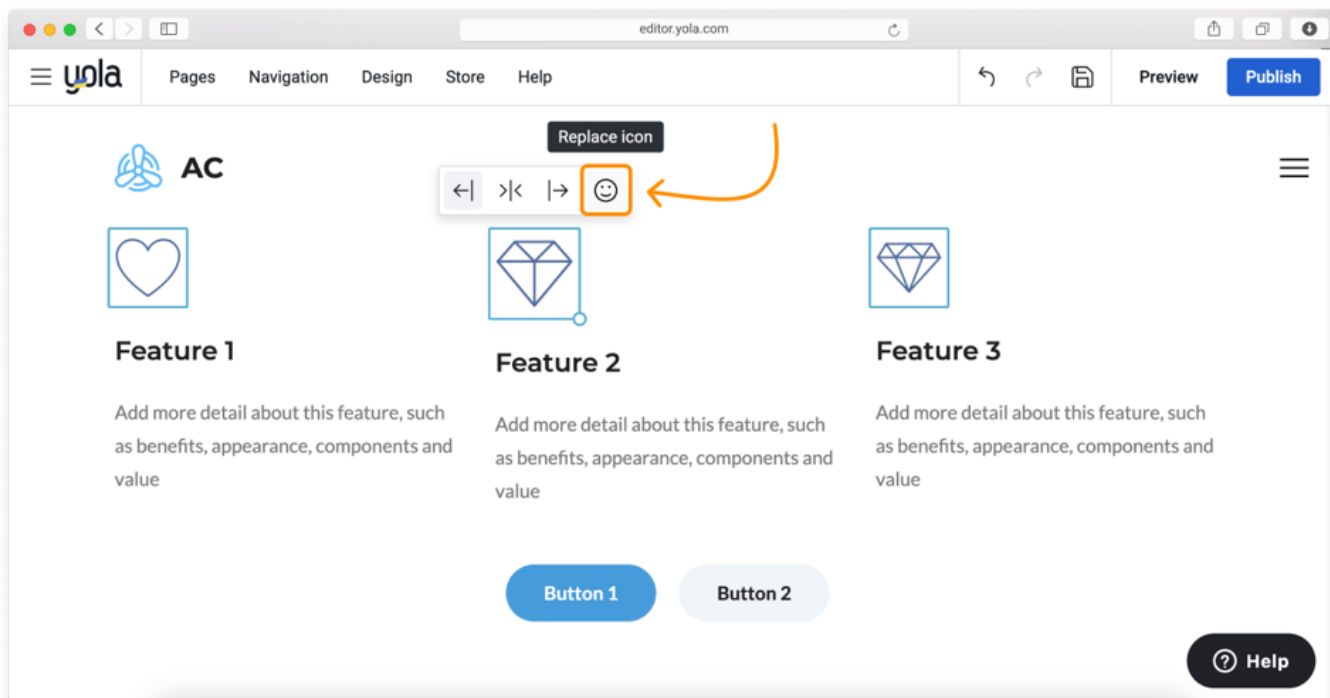 editor.yola.com
yola
Pages Navigation Design Store Help
Preview
Publish
Replace icon
AC
Feature 1
Add more detail about this feature, such
as benefits, appearance, components and
value
Feature 2
Add more detail about this feature, such
as benefits, appearance, components and
value
Feature 3
Add more detail about this feature, such
as benefits, appearance, components and
value
Button 1
Button 2
? Help